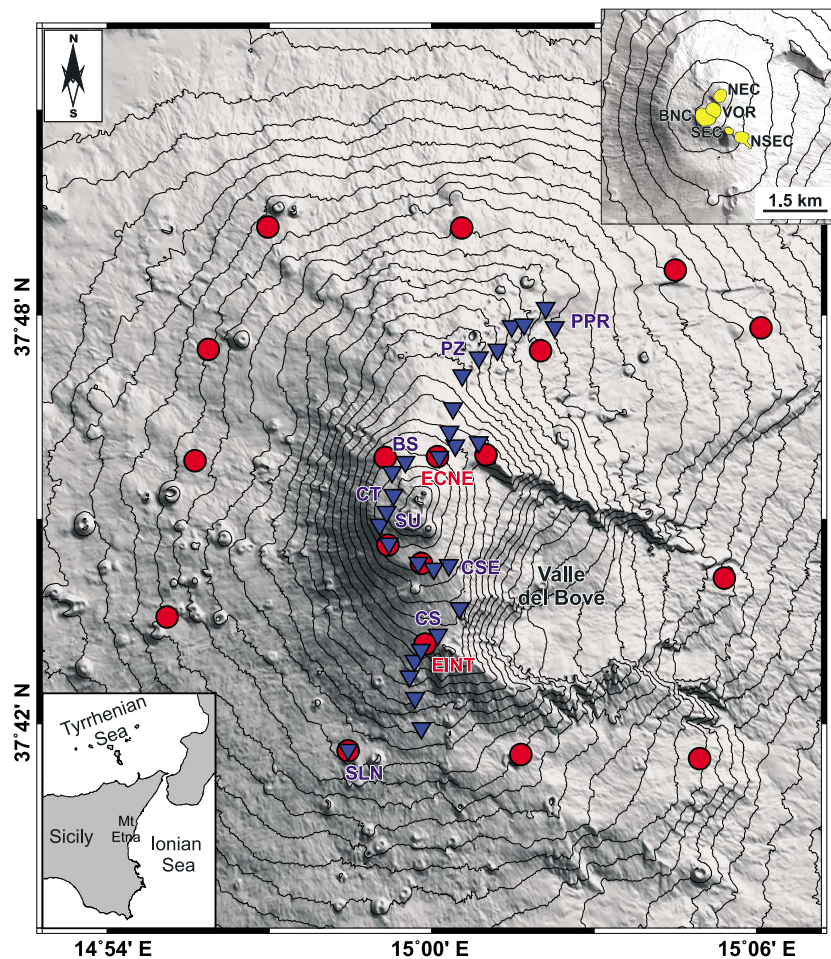 N
S
NEC
VOR
BNC
SEC
NSEC
1.5 km
37°48' N
PPR
PZ
BS
ECNE
CT
SU
CSE
Valle
del Bove
CS
EINT
37°42' N
SLN
Tyrrhenian
Sea
Sicily
Mt
Etna
Ionian
Sea
14°54' E
15°00' E
15°06' E